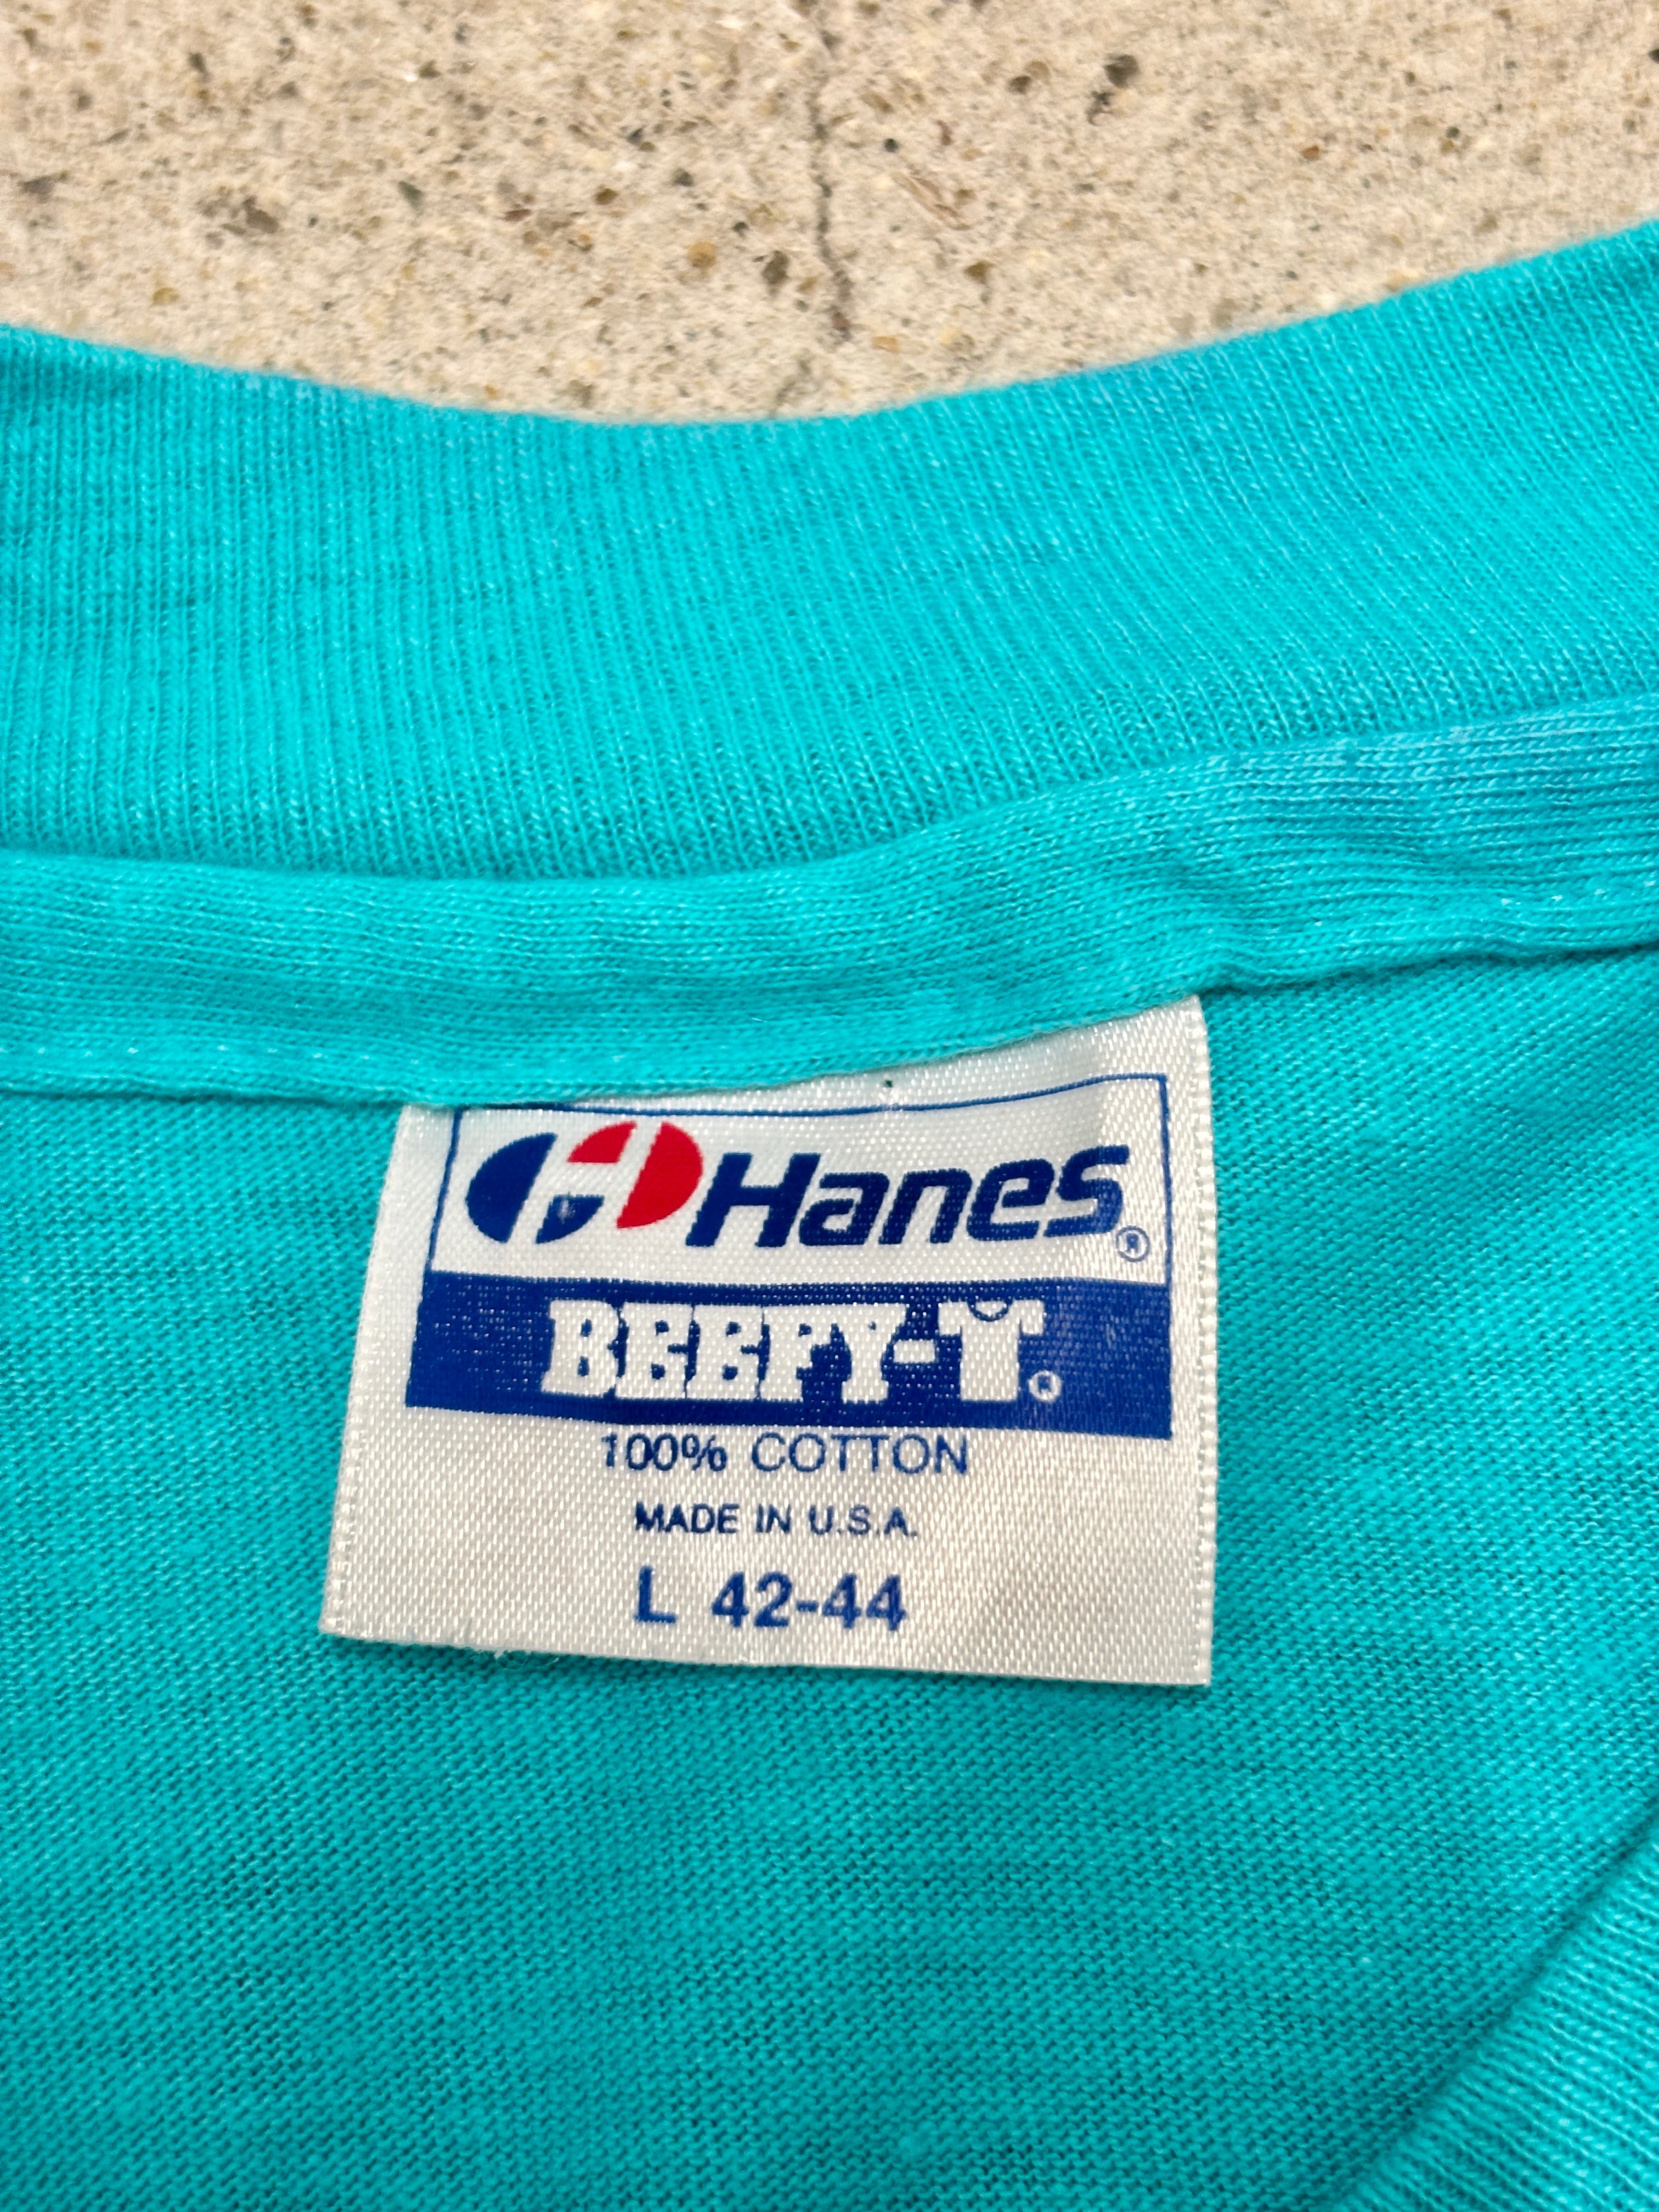 Hanes®
BEEFY-T®
100% COTTON
MADE IN U.S.A.
L 42-44